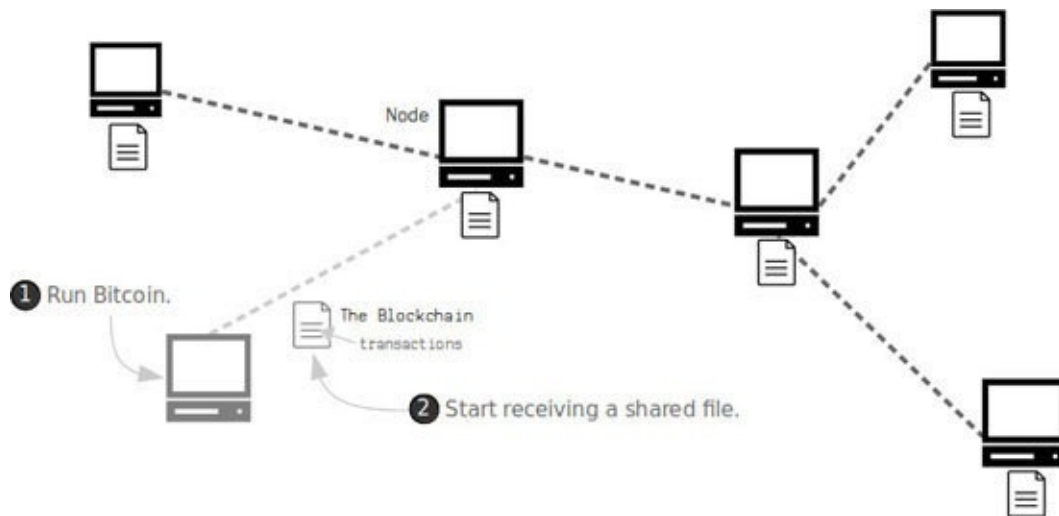 Node
1 Run Bitcoin.
The Blockchain
transactions
2 Start receiving a shared file.